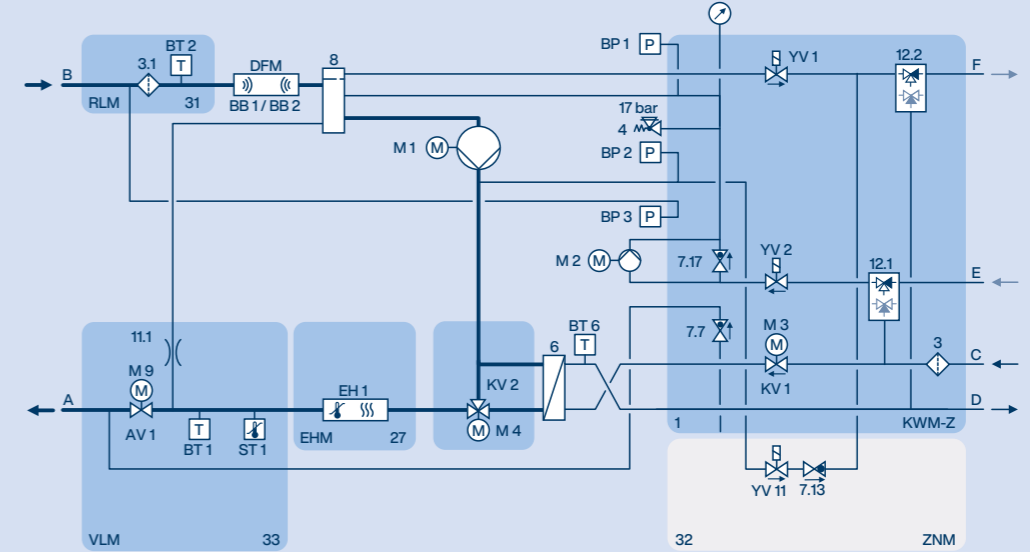 BT 2
3.1
T
B
RLM
31
DFM
BB 1 / BB 2
8
M 1
M
BP 1
P
17 bar
4
BP 2
P
BP 3
P
M 2
M
YV 1
12.2
F
7.17
YV 2
12.1
E
7.7
M 3
M
KV 1
3
C
D
1
KWM-Z
11.1
M 9
M
A
AV 1
T
BT 1
ST 1
VLM
33
EH 1
EHM
27
KV 2
M
M 4
6
BT 6
T
YV 11
7.13
32
ZNM